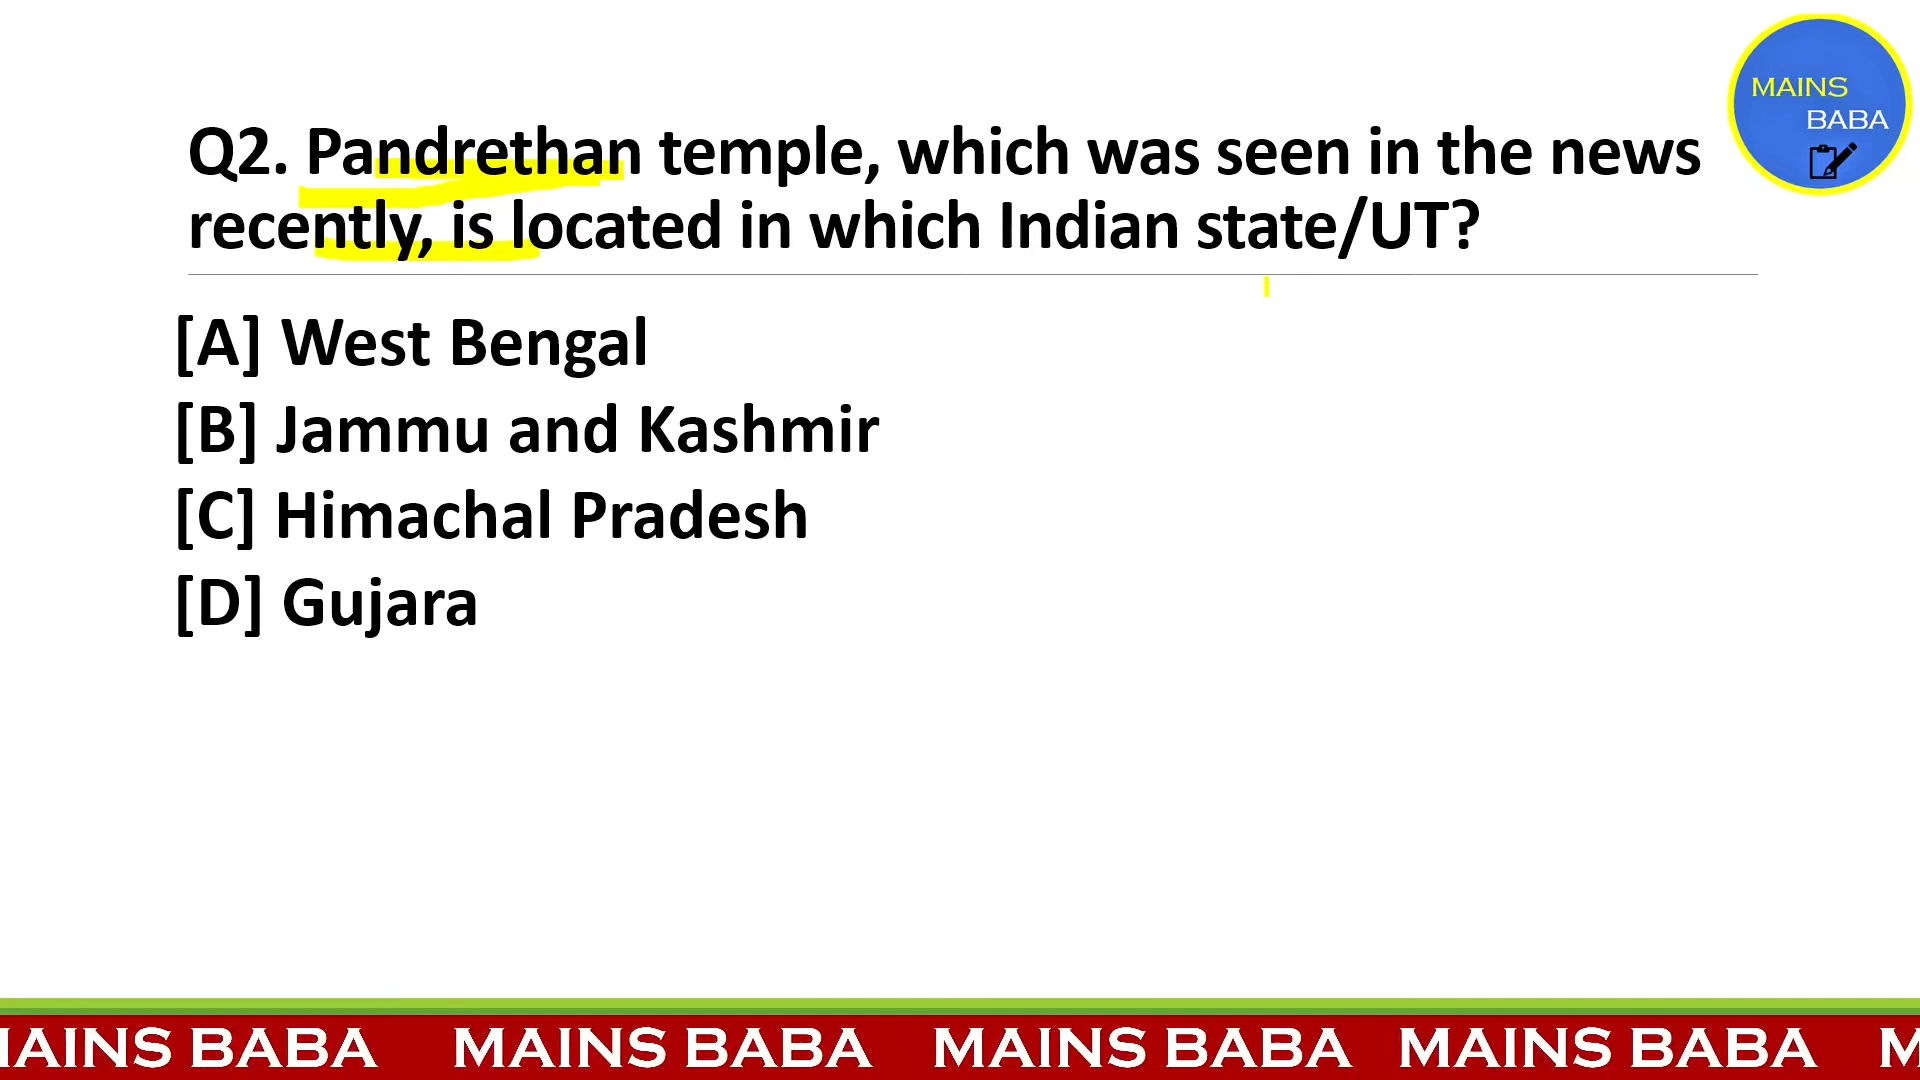 MAINS
BABA
Q2. Pandrethan temple, which was seen in the news
recently, is located in which Indian state/UT?
[A] West Bengal
[B] Jammu and Kashmir
[C] Himachal Pradesh
[D] Gujara
MAINS BABA MAINS BABA MAINS BABA MAINS BABA M